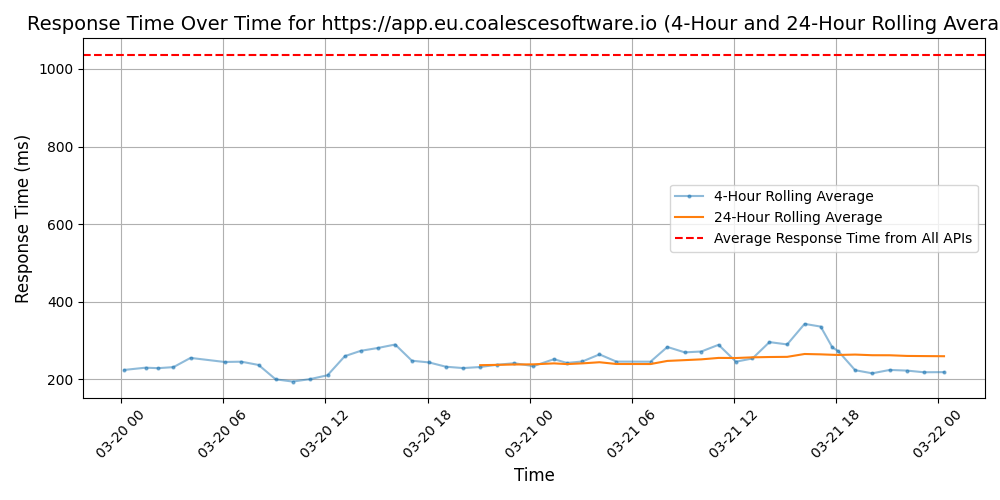 Response Time Over Time for https://app.eu.coalescesoftware.io (4-Hour and 24-Hour Rolling Avera
Response Time (ms)
1000
800
600
400
200
4-Hour Rolling Average
24-Hour Rolling Average
Average Response Time from All APIs
03-20 00
03-20 06
03-20 12
03-20 18
03-21 00
03-21 06
03-21 12
03-21 18
03-22 00
Time